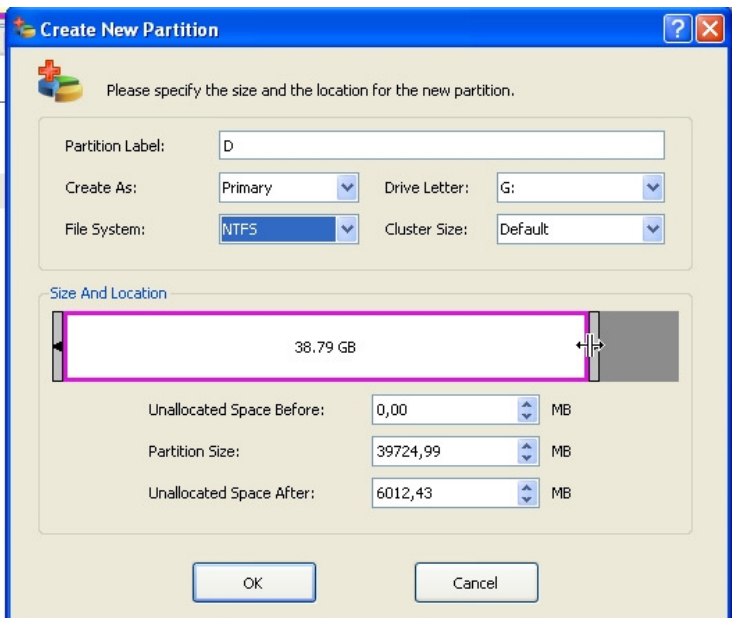 Create New Partition
Please specify the size and the location for the new partition.
Partition Label: D
Create As: Primary Drive Letter: G:
File System: NTFS Cluster Size: Default
Size And Location
38.79 GB
Unallocated Space Before: 0,00 MB
Partition Size: 39724,99 MB
Unallocated Space After: 6012,43 MB
OK Cancel